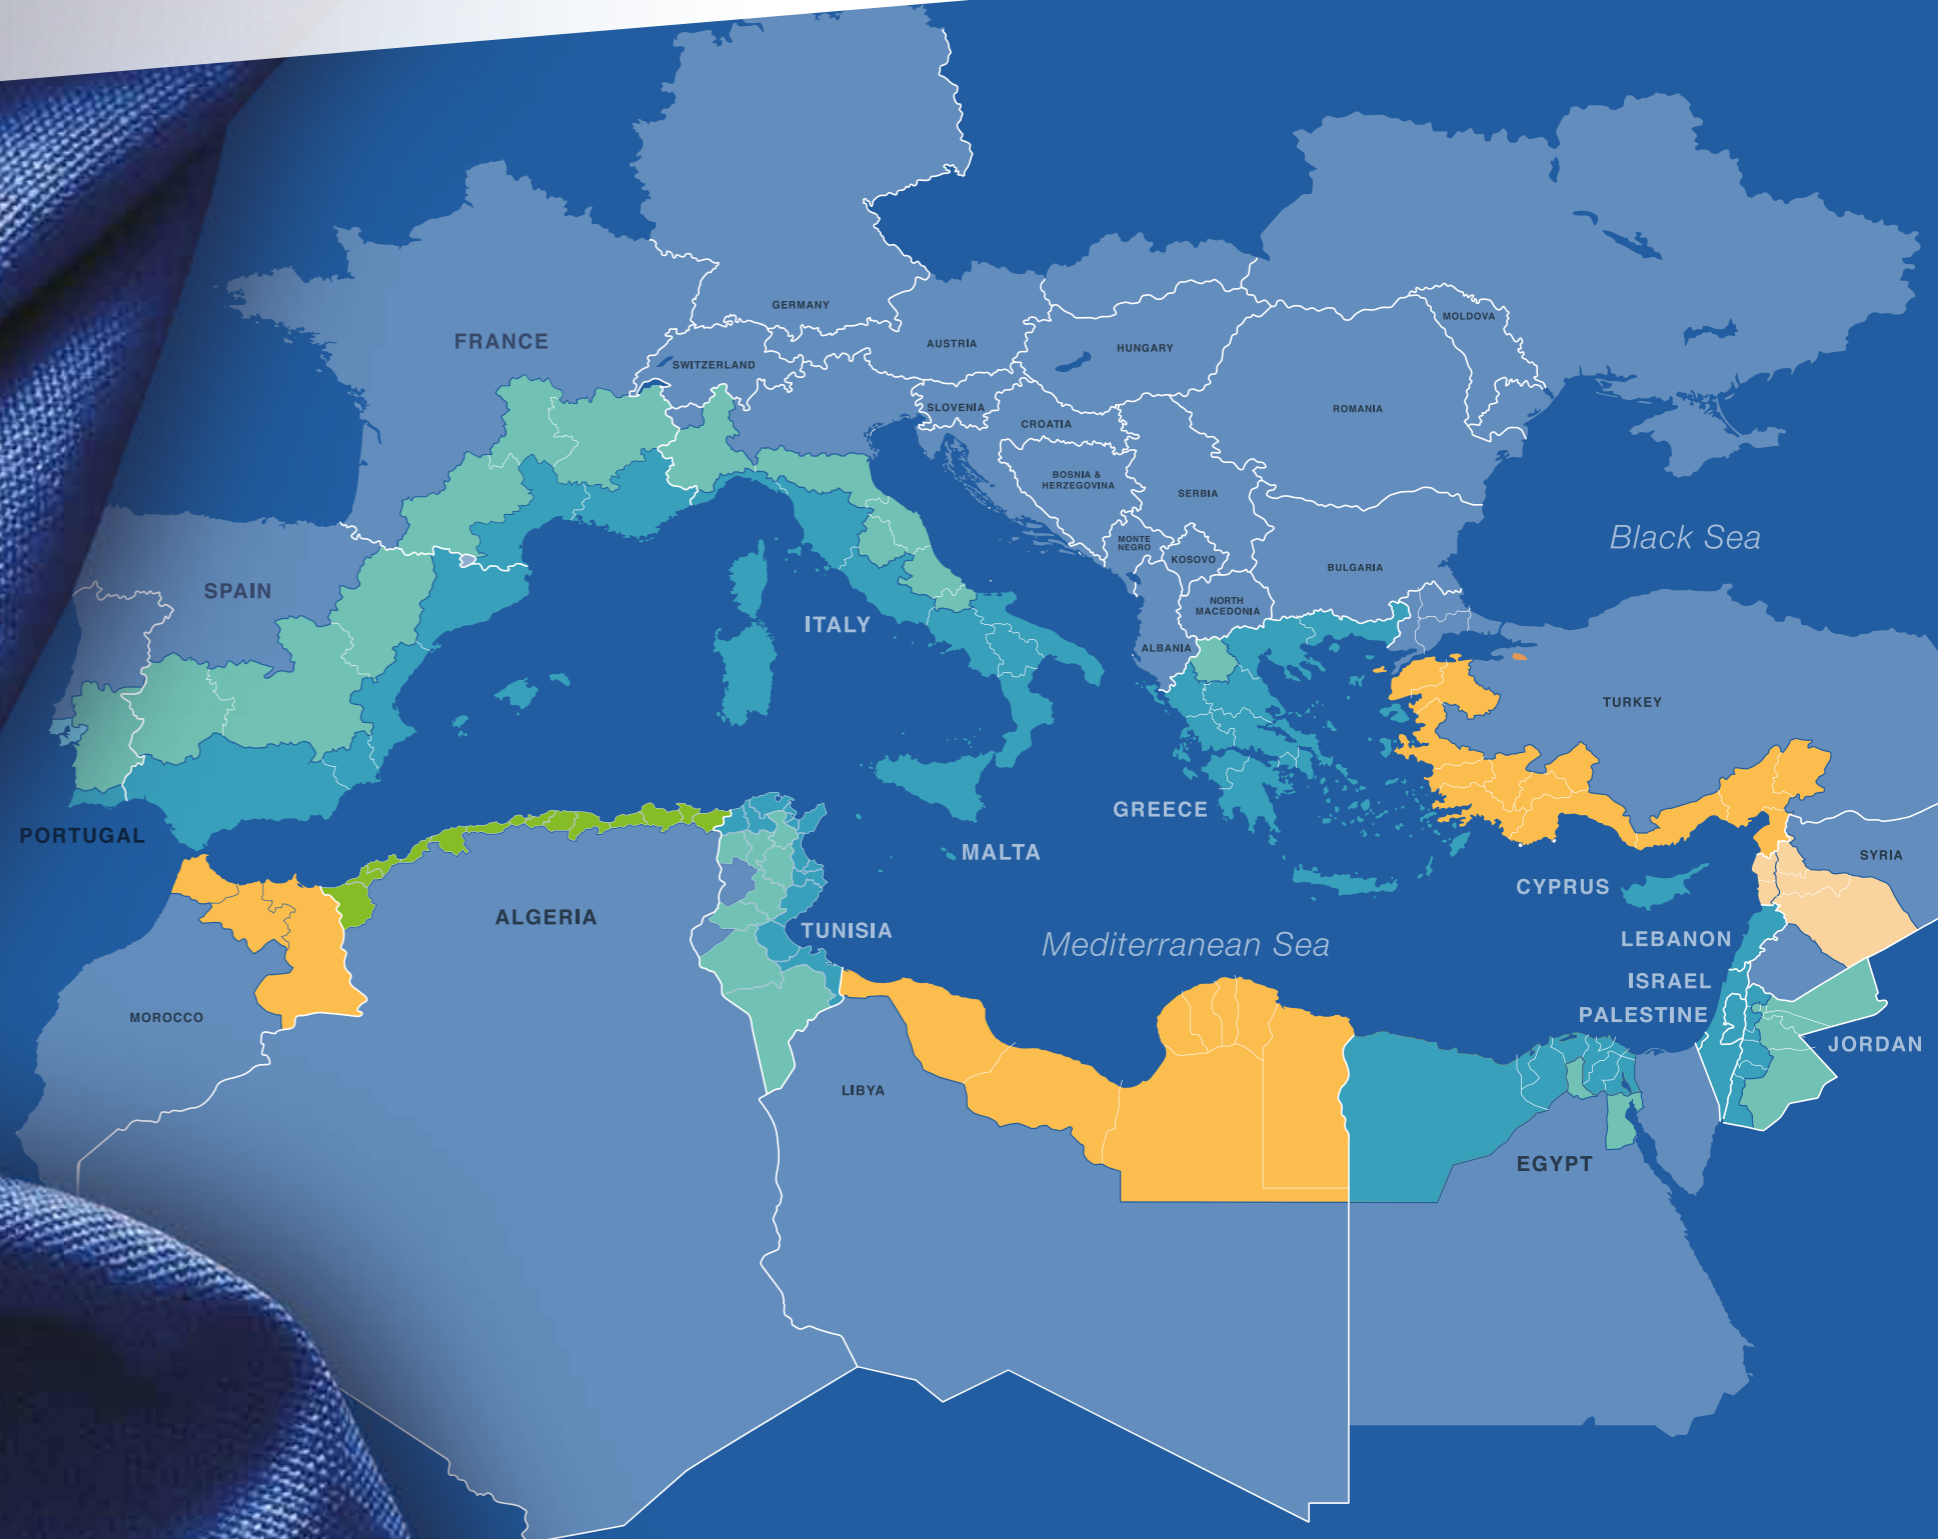 GERMANY
FRANCE
SWITZERLAND
AUSTRIA
HUNGARY
MOLDOVA
SLOVENIA
CROATIA
ROMANIA
BOSNIA &
HERZEGOVINA
SERBIA
MONTE
NEGRO
KOSOVO
BULGARIA
Black Sea
SPAIN
ITALY
NORTH
MACEDONIA
ALBANIA
TURKEY
PORTUGAL
GREECE
MALTA
SYRIA
CYPRUS
ALGERIA
TUNISIA
Mediterranean Sea
LEBANON
ISRAEL
PALESTINE
MOROCCO
JORDAN
LIBYA
EGYPT